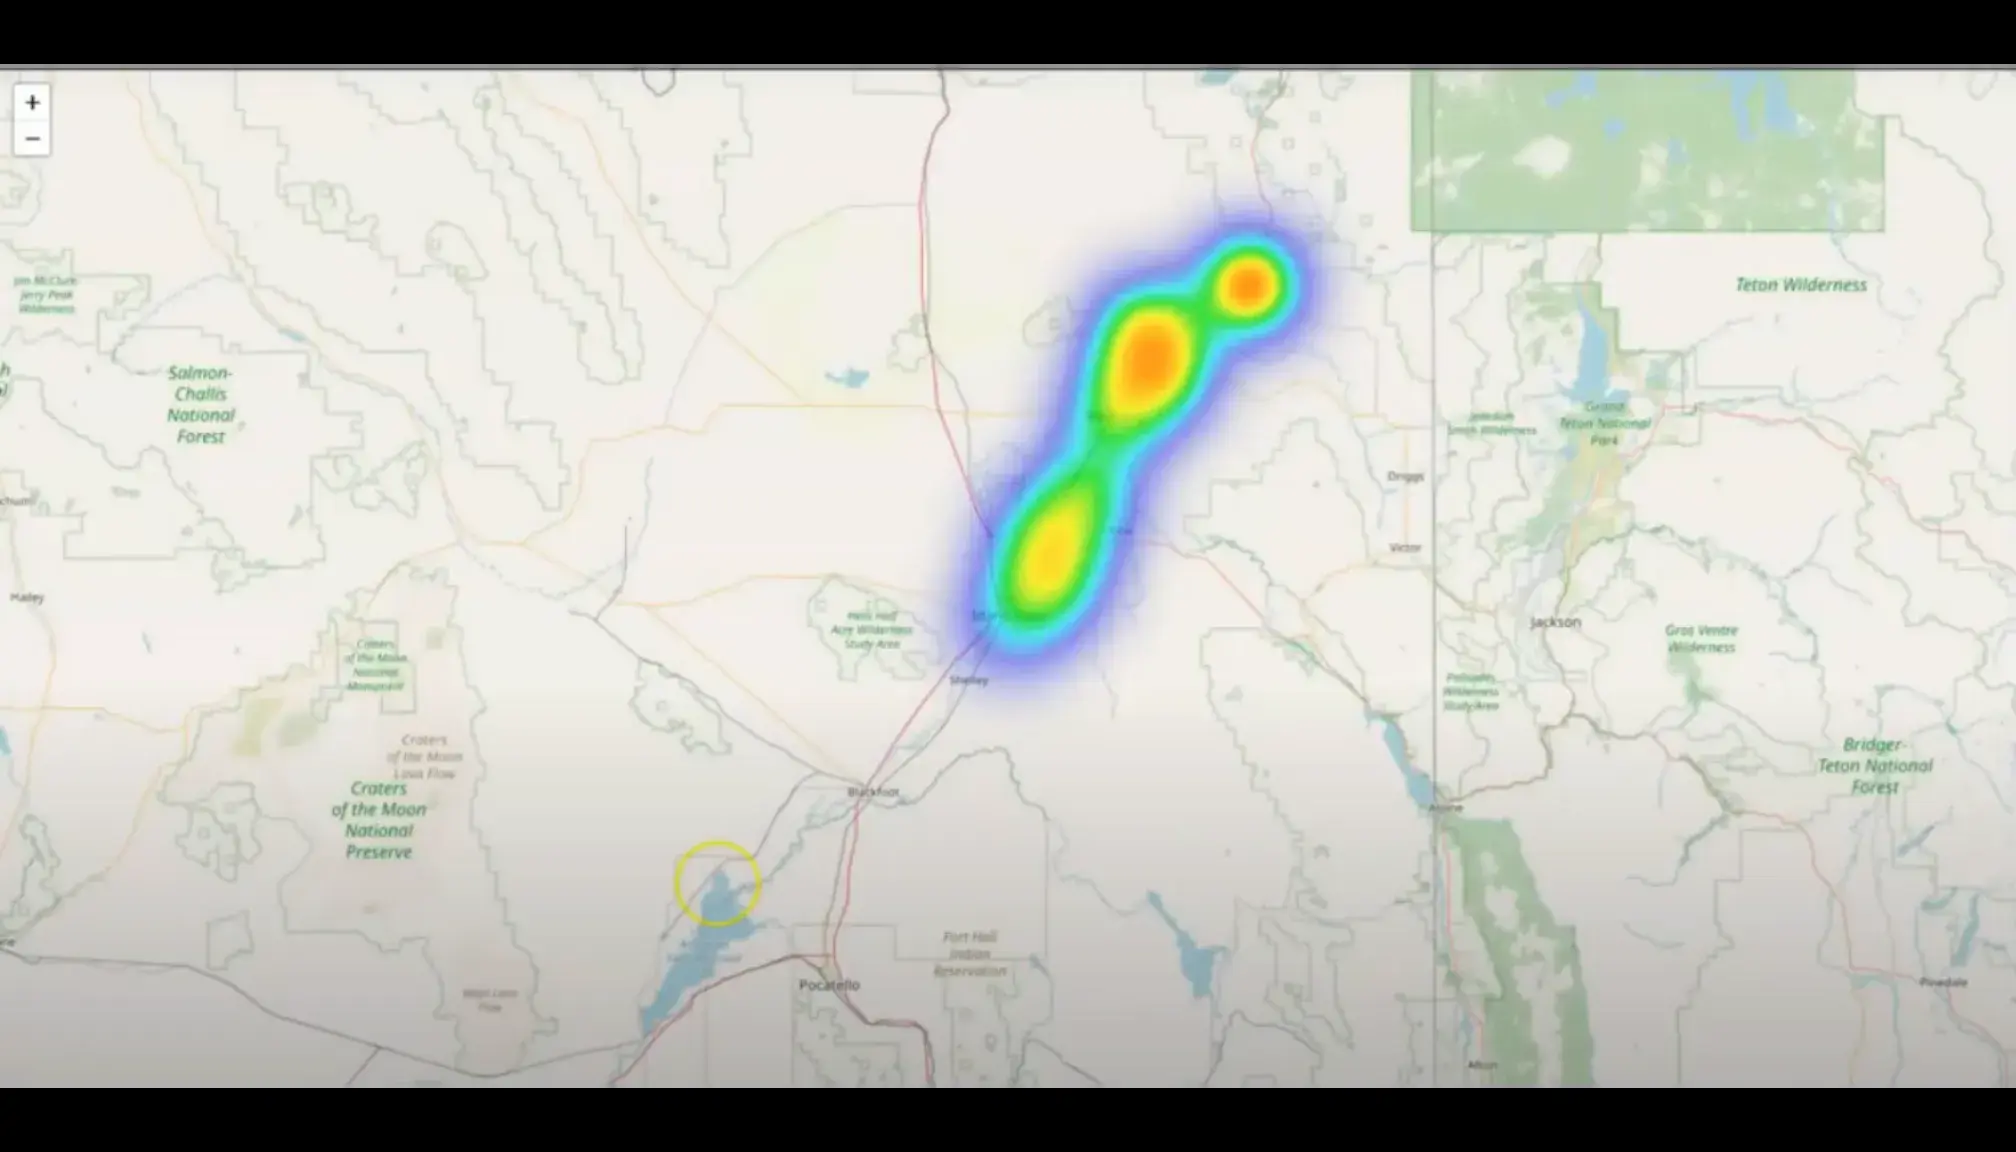 +
−
Jim McClure
Jerry Peak
Wilderness
Salmon-
Challis
National
Forest
Hailey
Craters
of the Moon
National
Monument
Craters
of the Moon
Lava Flow
Craters
of the Moon
National
Preserve
Hells Half
Acre Wilderness
Study Area
Shelley
Blackfoot
Pocatello
Fort Hall
Indian
Reservation
Driggs
Victor
Teton Wilderness
Jedediah
Smith Wilderness
Grand
Teton National
Park
Jackson
Gros Ventre
Wilderness
Palisades
Wilderness
Study Area
Bridger-
Teton National
Forest
Alpine
Pinedale
Afton